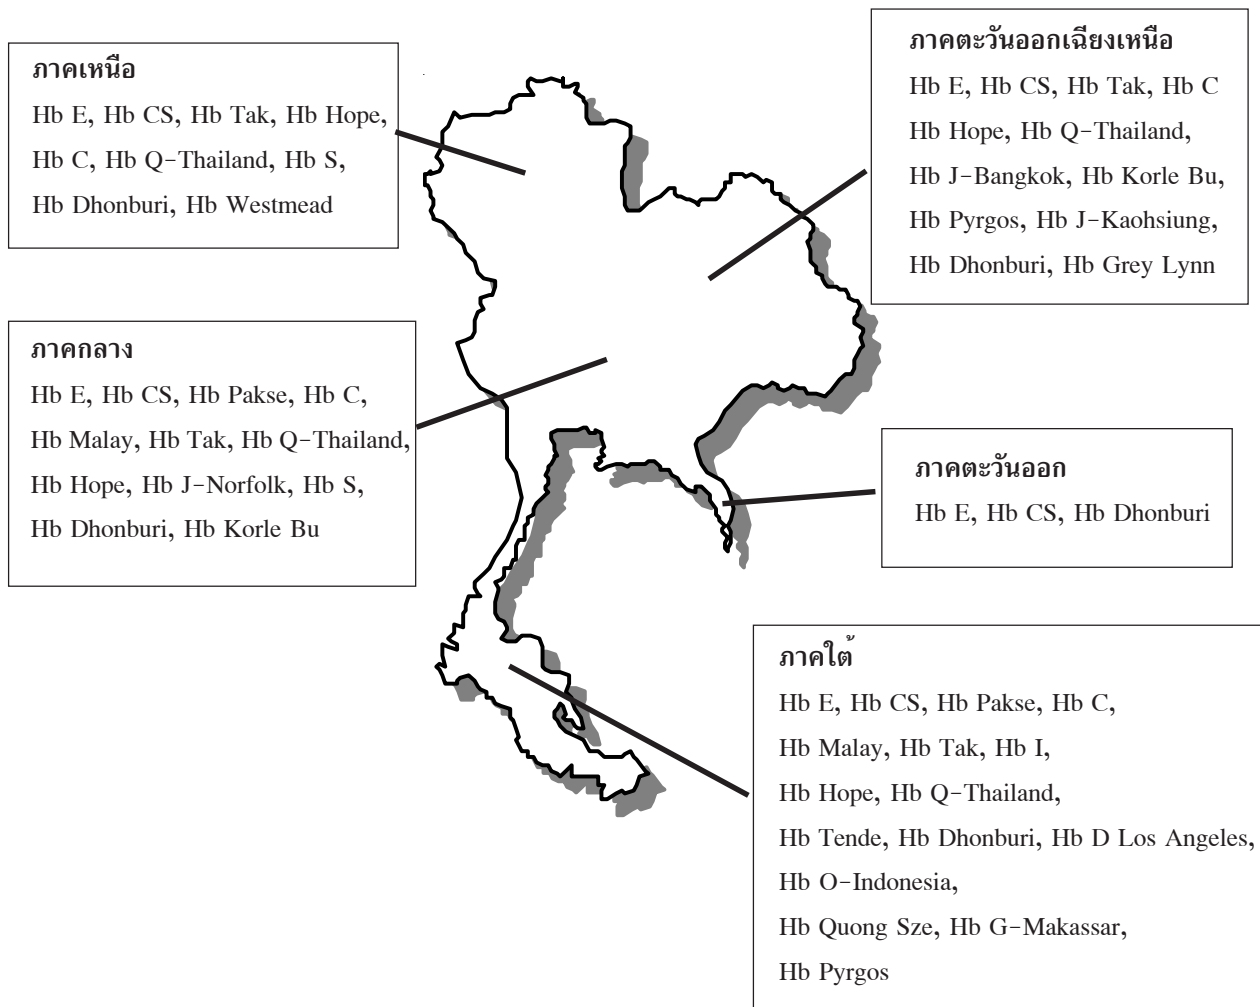 ภาคเหนือ
Hb E, Hb CS, Hb Tak, Hb Hope,
Hb C, Hb Q-Thailand, Hb S,
Hb Dhonburi, Hb Westmead
ภาคตะวันออกเฉียงเหนือ
Hb E, Hb CS, Hb Tak, Hb C
Hb Hope, Hb Q-Thailand,
Hb J-Bangkok, Hb Korle Bu,
Hb Pyrgos, Hb J-Kaohsiung,
Hb Dhonburi, Hb Grey Lynn
ภาคกลาง
Hb E, Hb CS, Hb Pakse, Hb C,
Hb Malay, Hb Tak, Hb Q-Thailand,
Hb Hope, Hb J-Norfolk, Hb S,
Hb Dhonburi, Hb Korle Bu
ภาคตะวันออก
Hb E, Hb CS, Hb Dhonburi
ภาคใต้
Hb E, Hb CS, Hb Pakse, Hb C,
Hb Malay, Hb Tak, Hb I,
Hb Hope, Hb Q-Thailand,
Hb Tende, Hb Dhonburi, Hb D Los Angeles,
Hb O-Indonesia,
Hb Quong Sze, Hb G-Makassar,
Hb Pyrgos